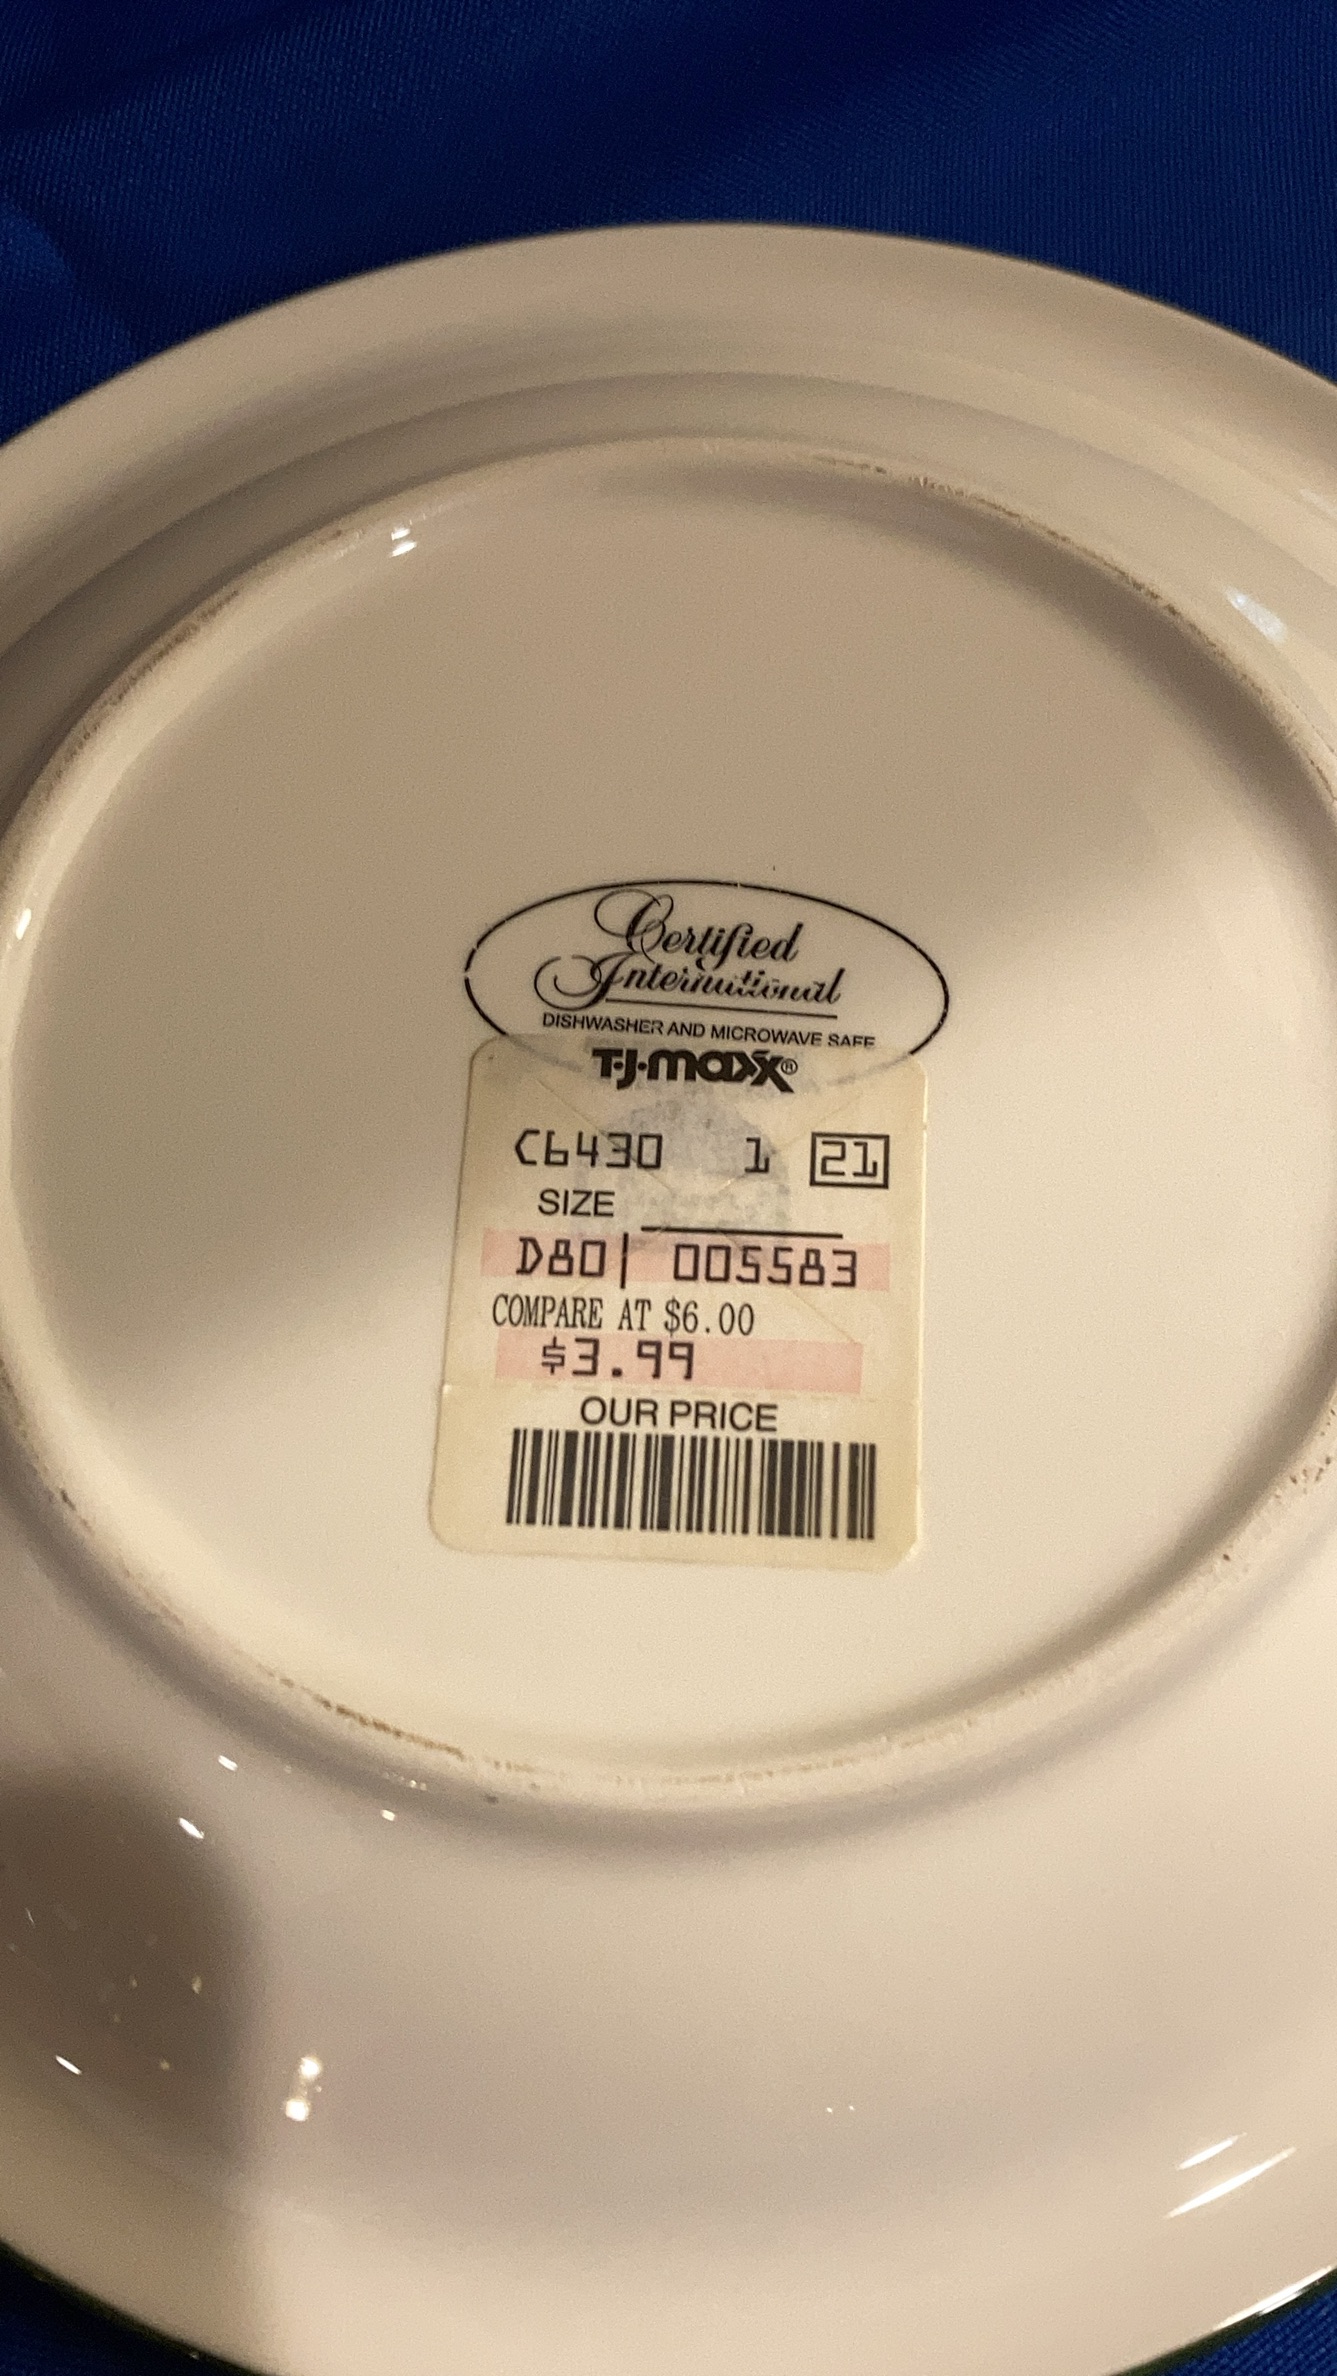 Certified
International
DISHWASHER AND MICROWAVE SAFE
T·J·maxx®
C6430 1 21
SIZE
D80| 005583
COMPARE AT $6.00
$3.99
OUR PRICE